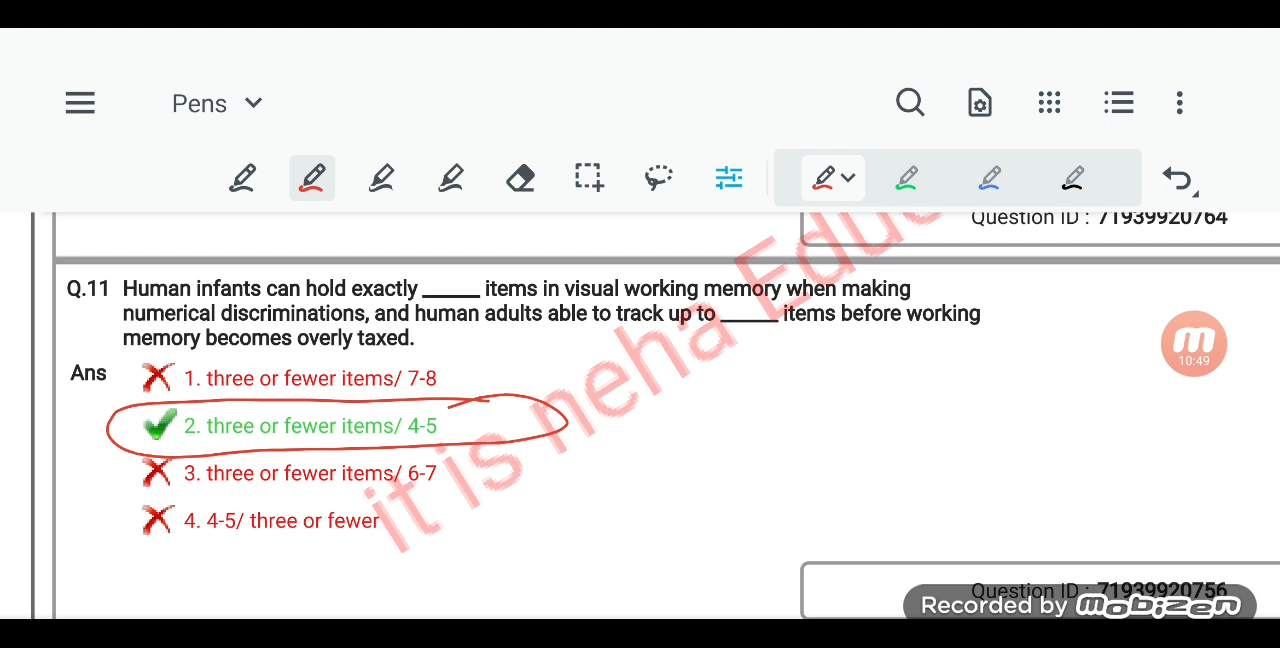 Pens
Question ID : 71939920764
Q.11 Human infants can hold exactly _____ items in visual working memory when making
numerical discriminations, and human adults able to track up to _____ items before working
memory becomes overly taxed.
Ans
1. three or fewer items/ 7-8
2. three or fewer items/ 4-5
3. three or fewer items/ 6-7
4. 4-5/ three or fewer
it is neha Educ
10:49
Question ID : 71939920756
Recorded by mobizen